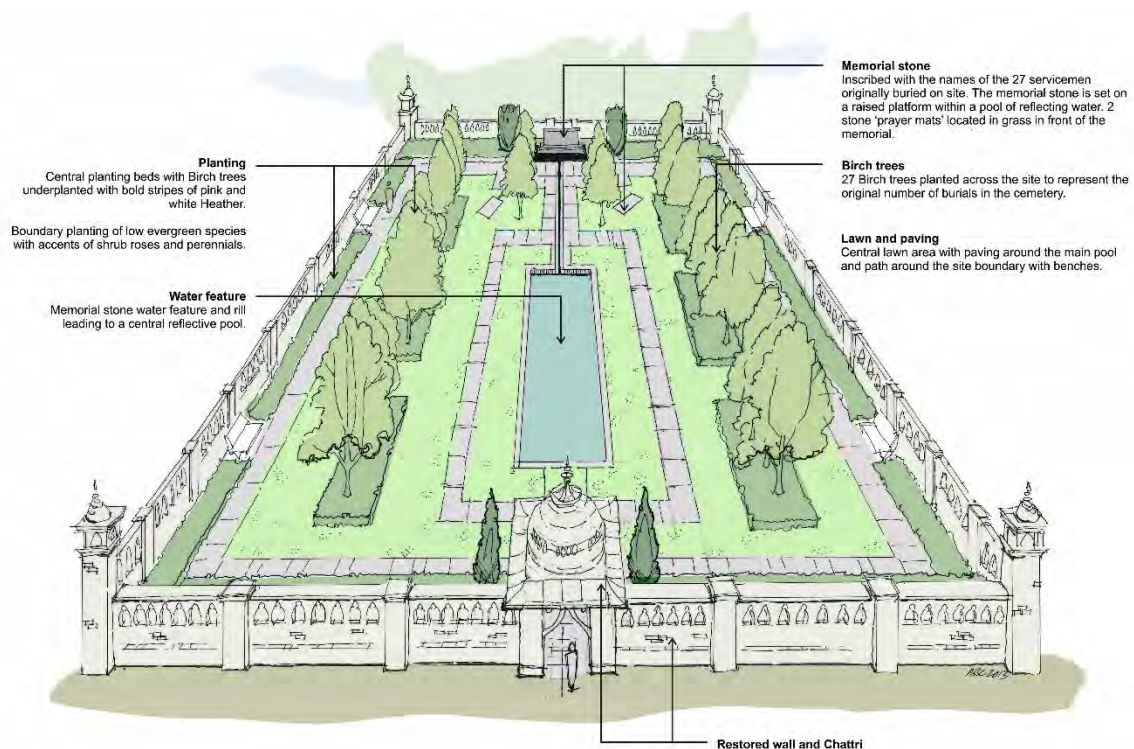 Memorial stone
Inscribed with the names of the 27 servicemen
originally buried on site. The memorial stone is set on
a raised platform within a pool of reflecting water. 2
stone 'prayer mats' located in grass in front of the
memorial.
Planting
Central planting beds with Birch trees
underplanted with bold stripes of pink and
white Heather.
Boundary planting of low evergreen species
with accents of shrub roses and perennials.
Birch trees
27 Birch trees planted across the site to represent the
original number of burials in the cemetery.
Lawn and paving
Central lawn area with paving around the main pool
and path around the site boundary with benches.
Water feature
Memorial stone water feature and rill
leading to a central reflective pool.
Restored wall and Chattri